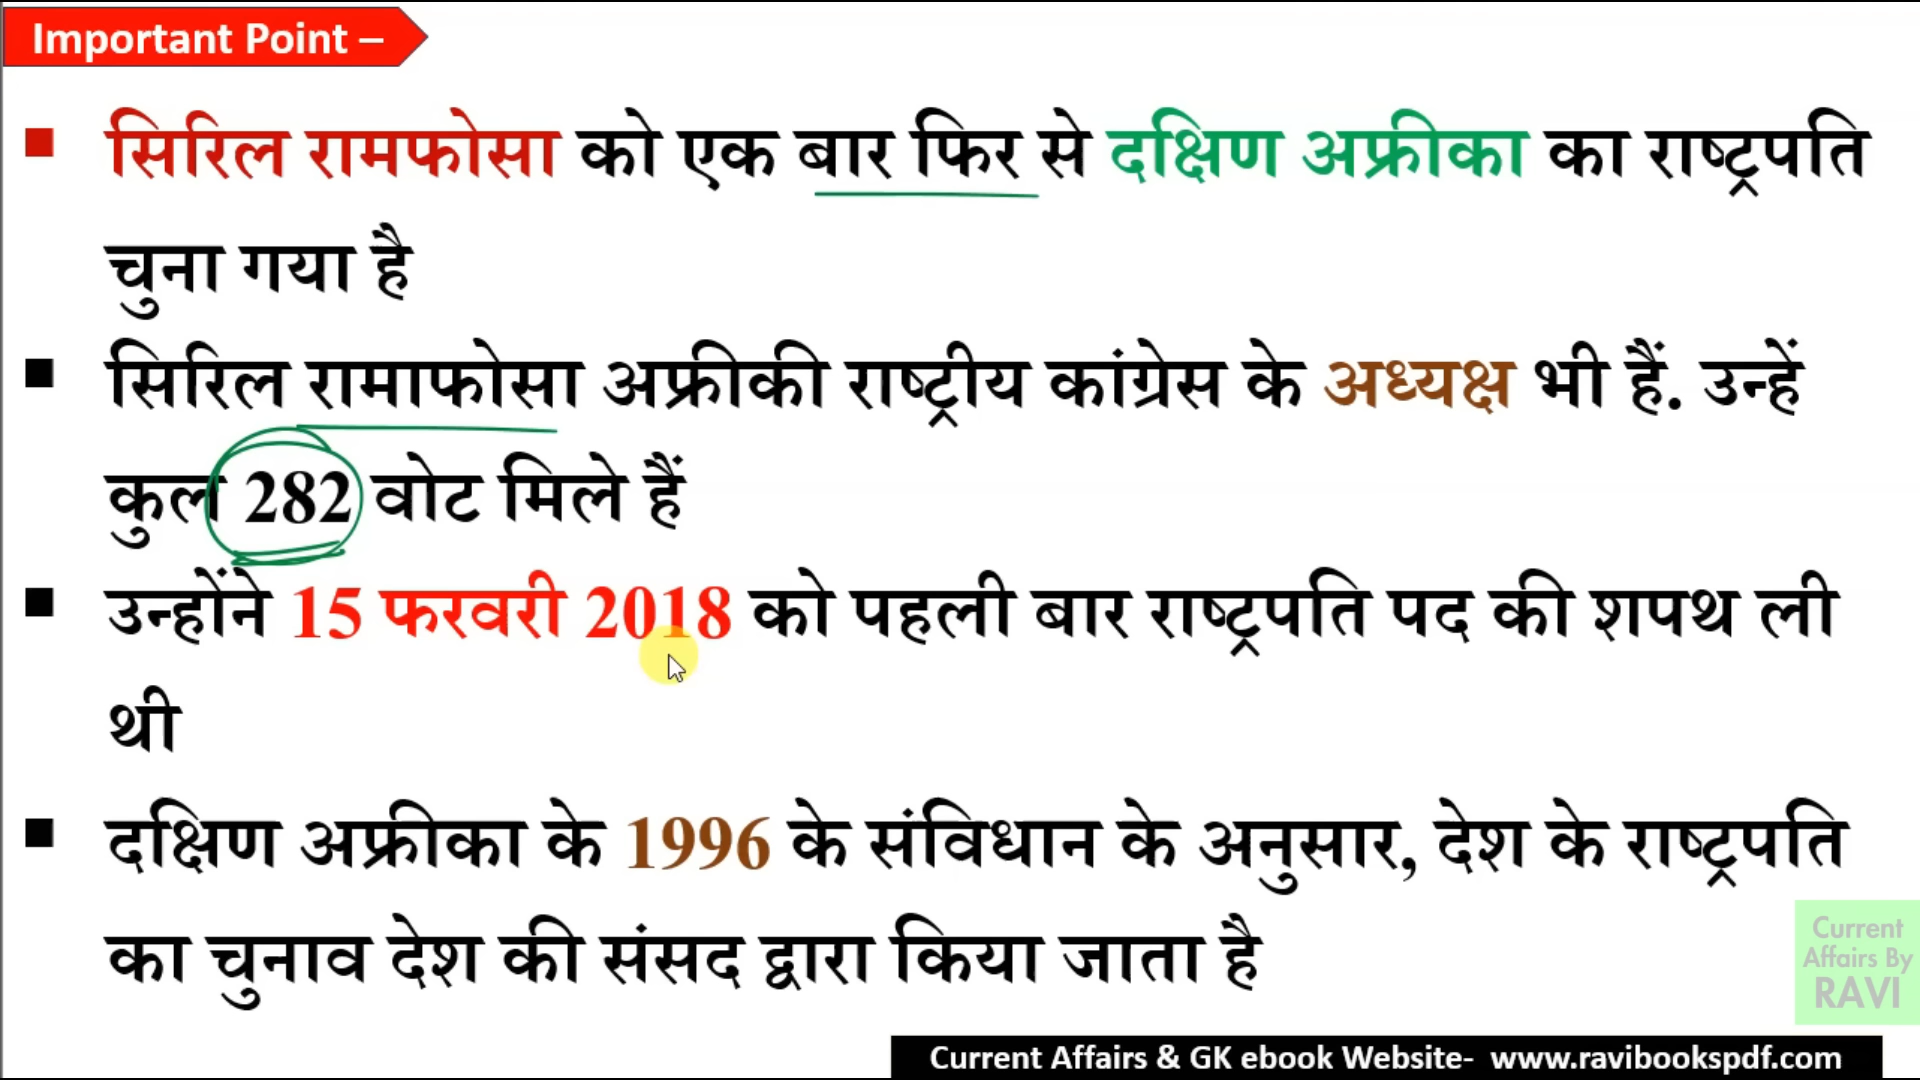 Important Point –
सिरिल रामफोसा को एक बार फिर से दक्षिण अफ्रीका का राष्ट्रपति
चुना गया है
सिरिल रामाफोसा अफ्रीकी राष्ट्रीय कांग्रेस के अध्यक्ष भी हैं. उन्हें
कुल 282 वोट मिले हैं
उन्होंने 15 फरवरी 2018 को पहली बार राष्ट्रपति पद की शपथ ली
थी
दक्षिण अफ्रीका के 1996 के संविधान के अनुसार, देश के राष्ट्रपति
का चुनाव देश की संसद द्वारा किया जाता है
Current
Affairs By
RAVI
Current Affairs & GK ebook Website- www.ravibookspdf.com